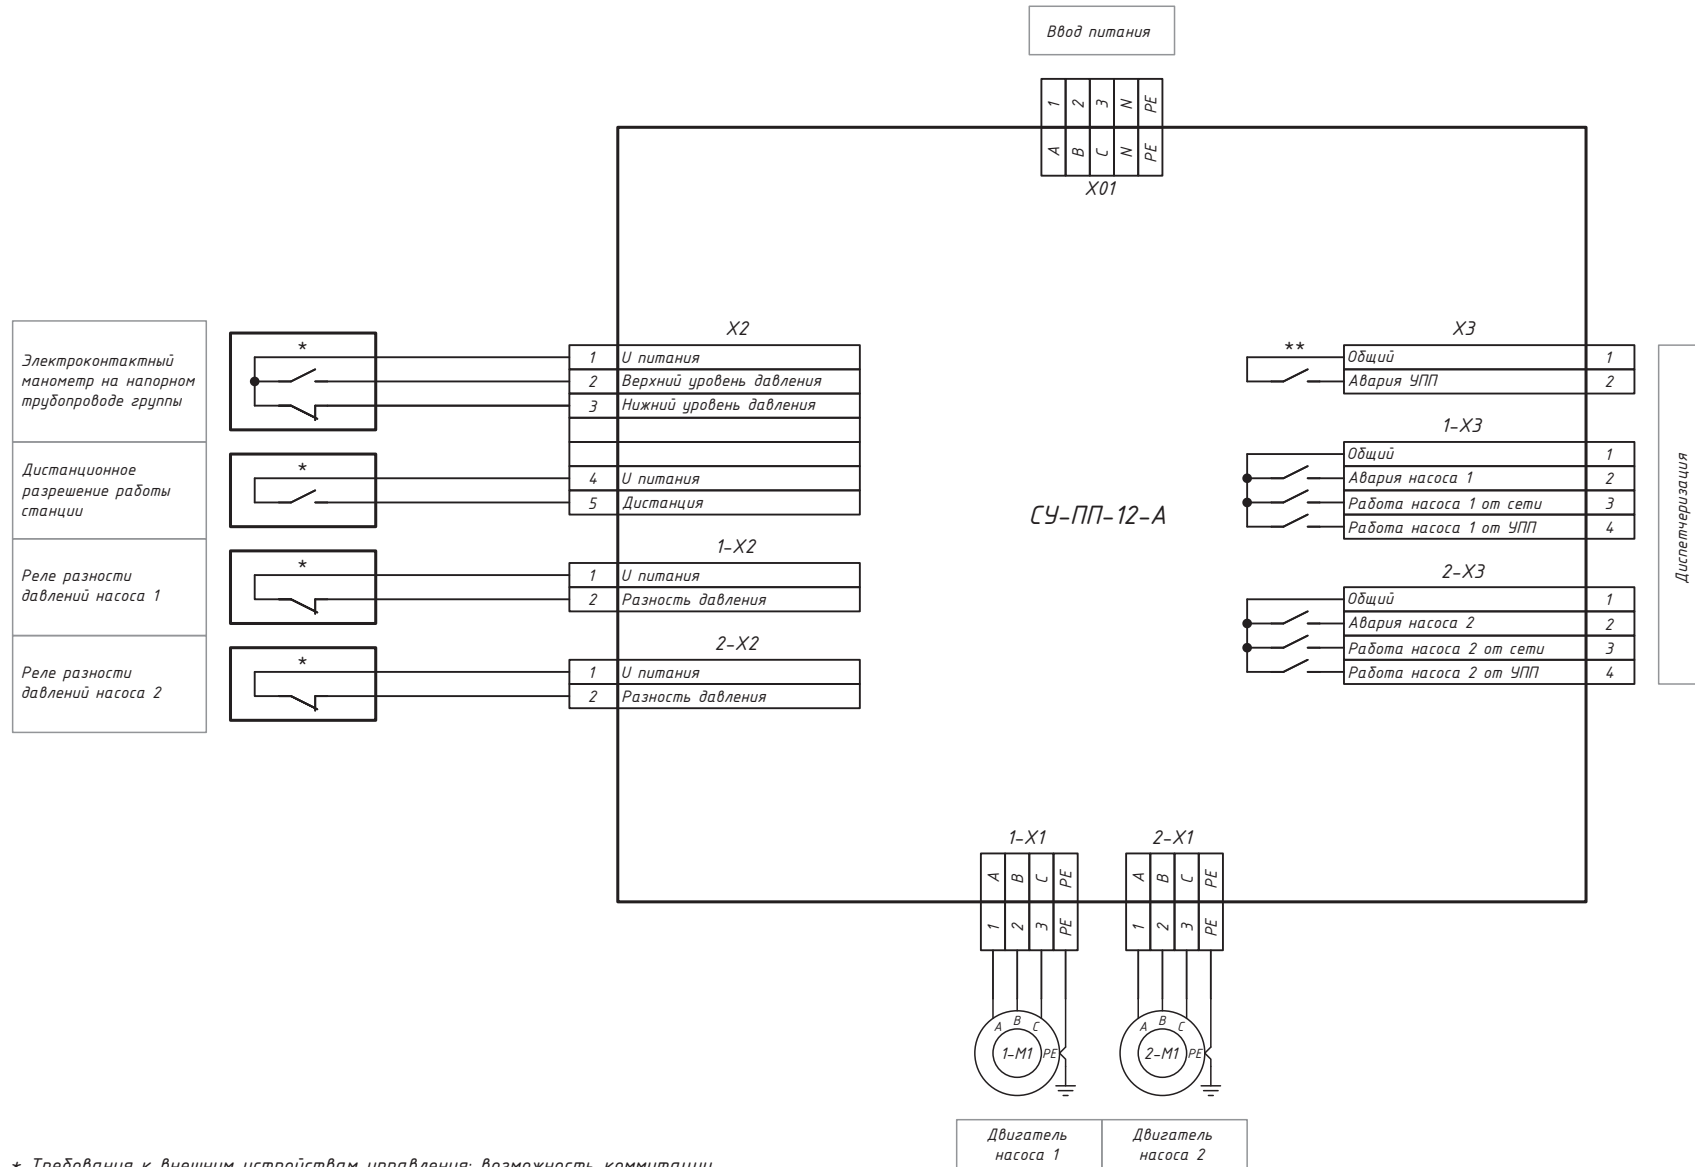 Ввод питания
1 2 3 N PE
A B C N PE
X01
Электроконтактный
манометр на напорном
трубопроводе группы
*
X2
1 U питания
2 Верхний уровень давления
3 Нижний уровень давления
Дистанционное
разрешение работы
станции
*
4 U питания
5 Дистанция
Реле разности
давлений насоса 1
*
1-X2
1 U питания
2 Разность давления
Реле разности
давлений насоса 2
*
2-X2
1 U питания
2 Разность давления
СУ-ПП-12-А
X3
**
Общий 1
Авария УПП 2
1-X3
Общий 1
Авария насоса 1 2
Работа насоса 1 от сети 3
Работа насоса 1 от УПП 4
2-X3
Общий 1
Авария насоса 2 2
Работа насоса 2 от сети 3
Работа насоса 2 от УПП 4
Диспетчеризация
1-X1 2-X1
A B C PE A B C PE
1 2 3 PE 1 2 3 PE
A B C A B C
1-M1 PE 2-M1 PE
Двигатель
насоса 1
Двигатель
насоса 2
* Требования к внешним устройствам управления: возможность коммутации